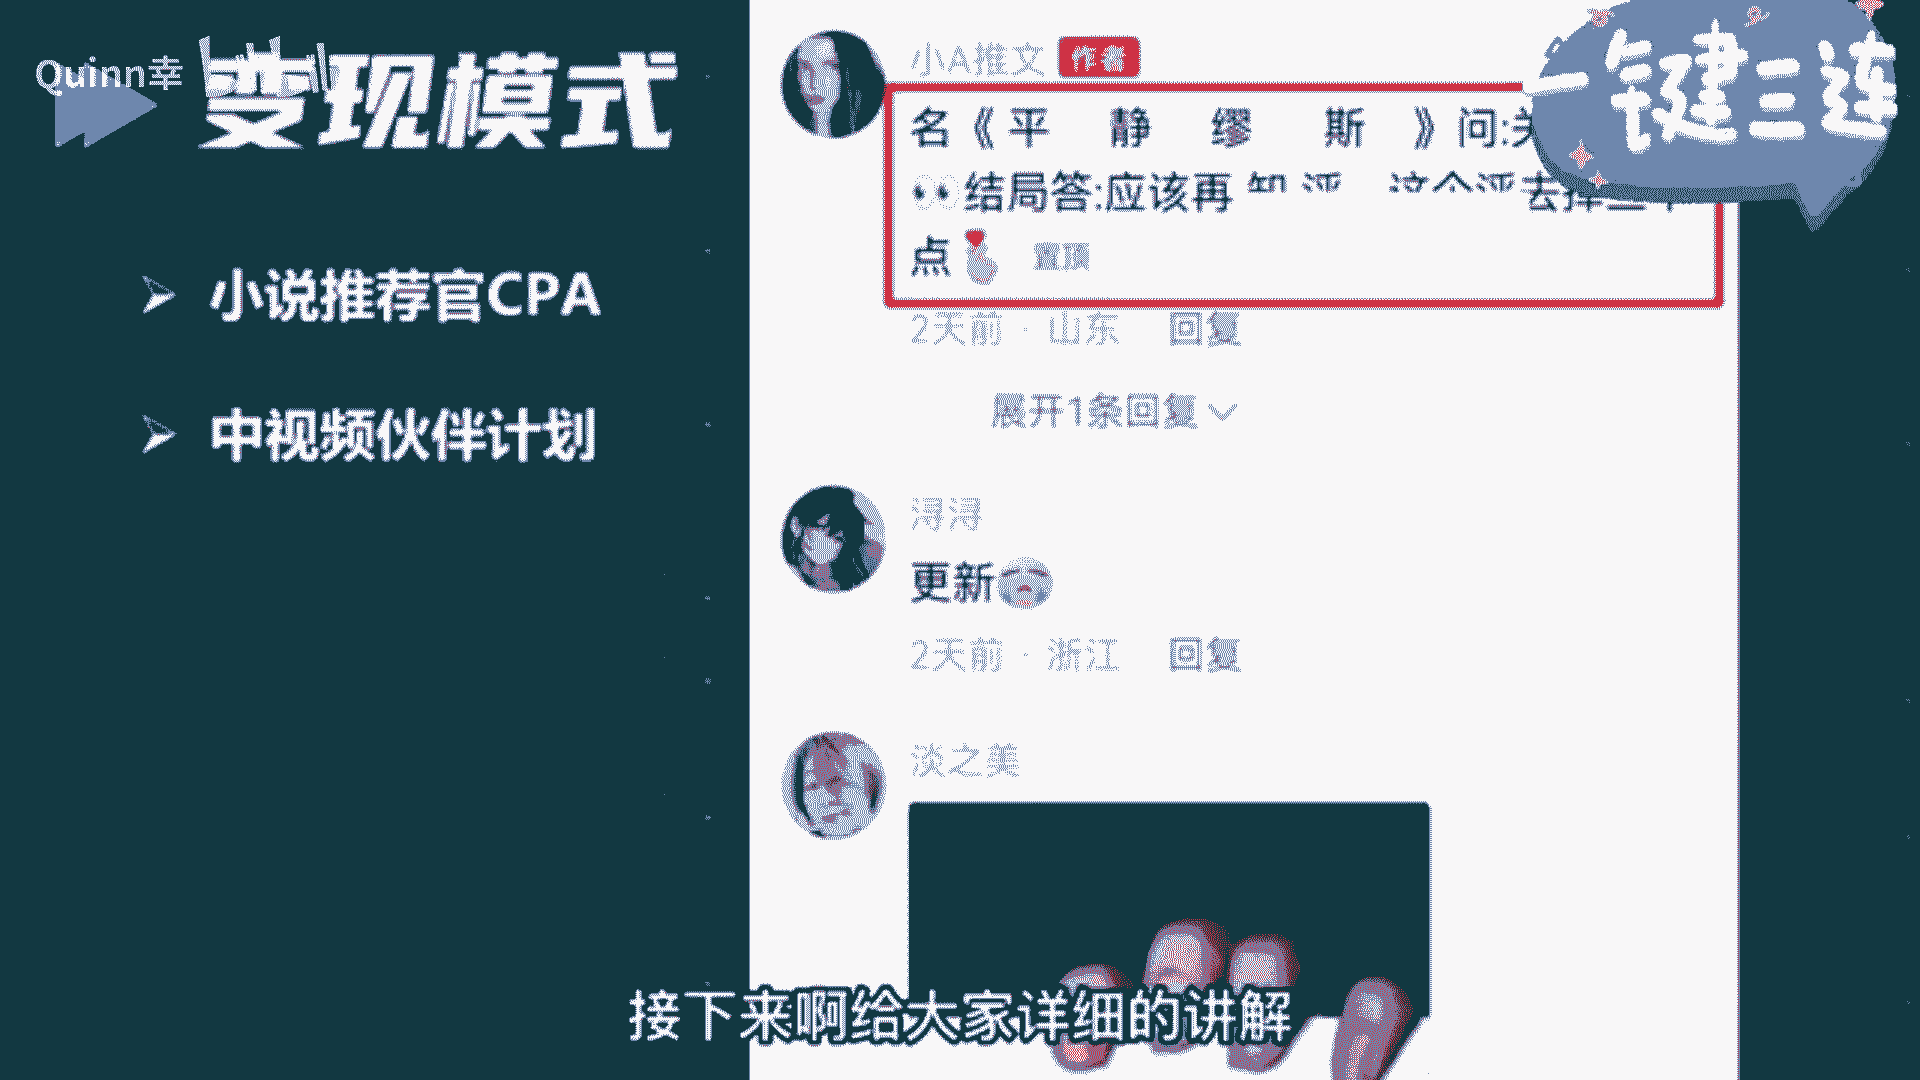 Quinn幸
变现模式
小说推荐官CPA
中视频伙伴计划
小A推文 作者
名《平 静 缪 斯 》问:关
👀结局答:应该再
点 置顶
2天前 · 山东 回复
展开1条回复
浔浔
更新😭
2天前 · 浙江 回复
淡之美
一键三连
接下来啊给大家详细的讲解